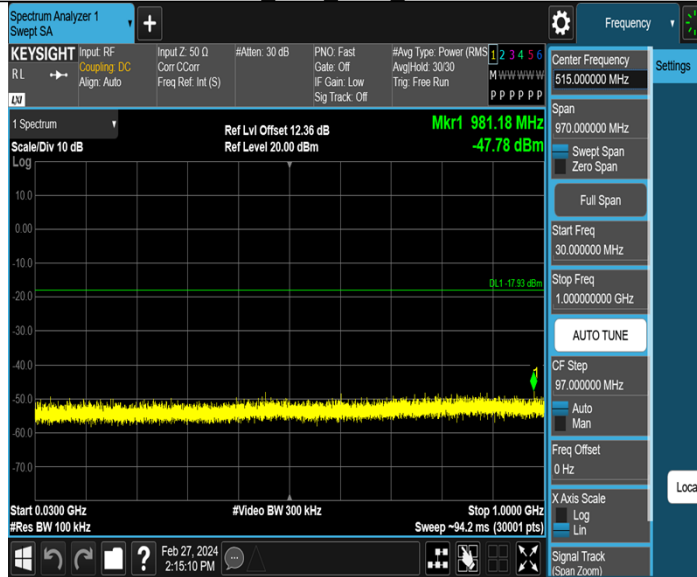 Spectrum Analyzer 1
Swept SA
Frequency
KEYSIGHT
RL
LXI
Input: RF
Coupling: DC
Align: Auto
Input Z: 50 Ω
Corr CCorr
Freq Ref: Int (S)
#Atten: 30 dB
PNO: Fast
Gate: Off
IF Gain: Low
Sig Track: Off
#Avg Type: Power (RMS
Avg|Hold: 30/30
Trig: Free Run
1 2 3 4 5 6
M W W W W W
P P P P P P
1 Spectrum
Scale/Div 10 dB
Log
Ref Lvl Offset 12.36 dB
Ref Level 20.00 dBm
Mkr1 981.18 MHz
-47.78 dBm
10.0
0.00
-10.0
-20.0
-30.0
-40.0
-50.0
-60.0
-70.0
DL1 -17.93 dBm
1
Start 0.0300 GHz
#Res BW 100 kHz
#Video BW 300 kHz
Stop 1.0000 GHz
Sweep ~94.2 ms (30001 pts)
Feb 27, 2024
2:15:10 PM
Center Frequency
515.000000 MHz
Settings
Span
970.000000 MHz
Swept Span
Zero Span
Full Span
Start Freq
30.000000 MHz
Stop Freq
1.000000000 GHz
AUTO TUNE
CF Step
97.000000 MHz
Auto
Man
Freq Offset
0 Hz
X Axis Scale
Log
Lin
Signal Track
(Span Zoom)
Loca